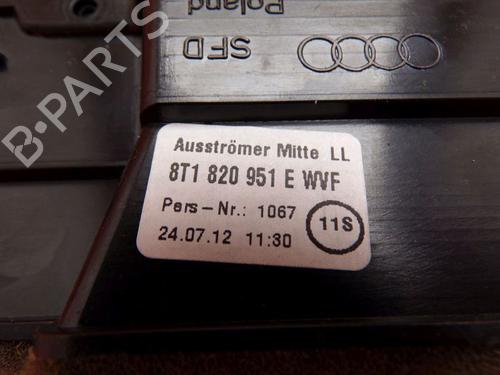 Poland
SFD
Ausströmer Mitte LL
8T1 820 951 E WVF
Pers-Nr.: 1067
11S
24.07.12 11:30
B-PARTS